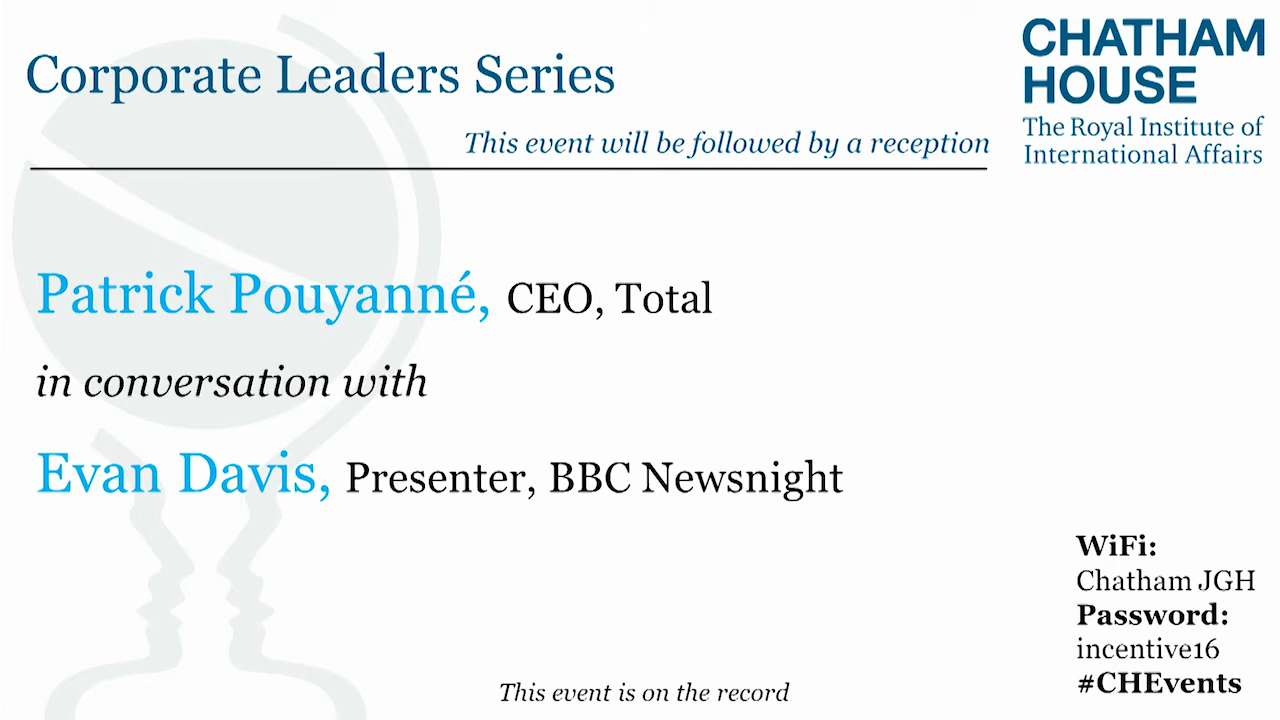 Corporate Leaders Series
This event will be followed by a reception
CHATHAM
HOUSE
The Royal Institute of
International Affairs
Patrick Pouyanné, CEO, Total
in conversation with
Evan Davis, Presenter, BBC Newsnight
WiFi:
Chatham JGH
Password:
incentive16
#CHEvents
This event is on the record